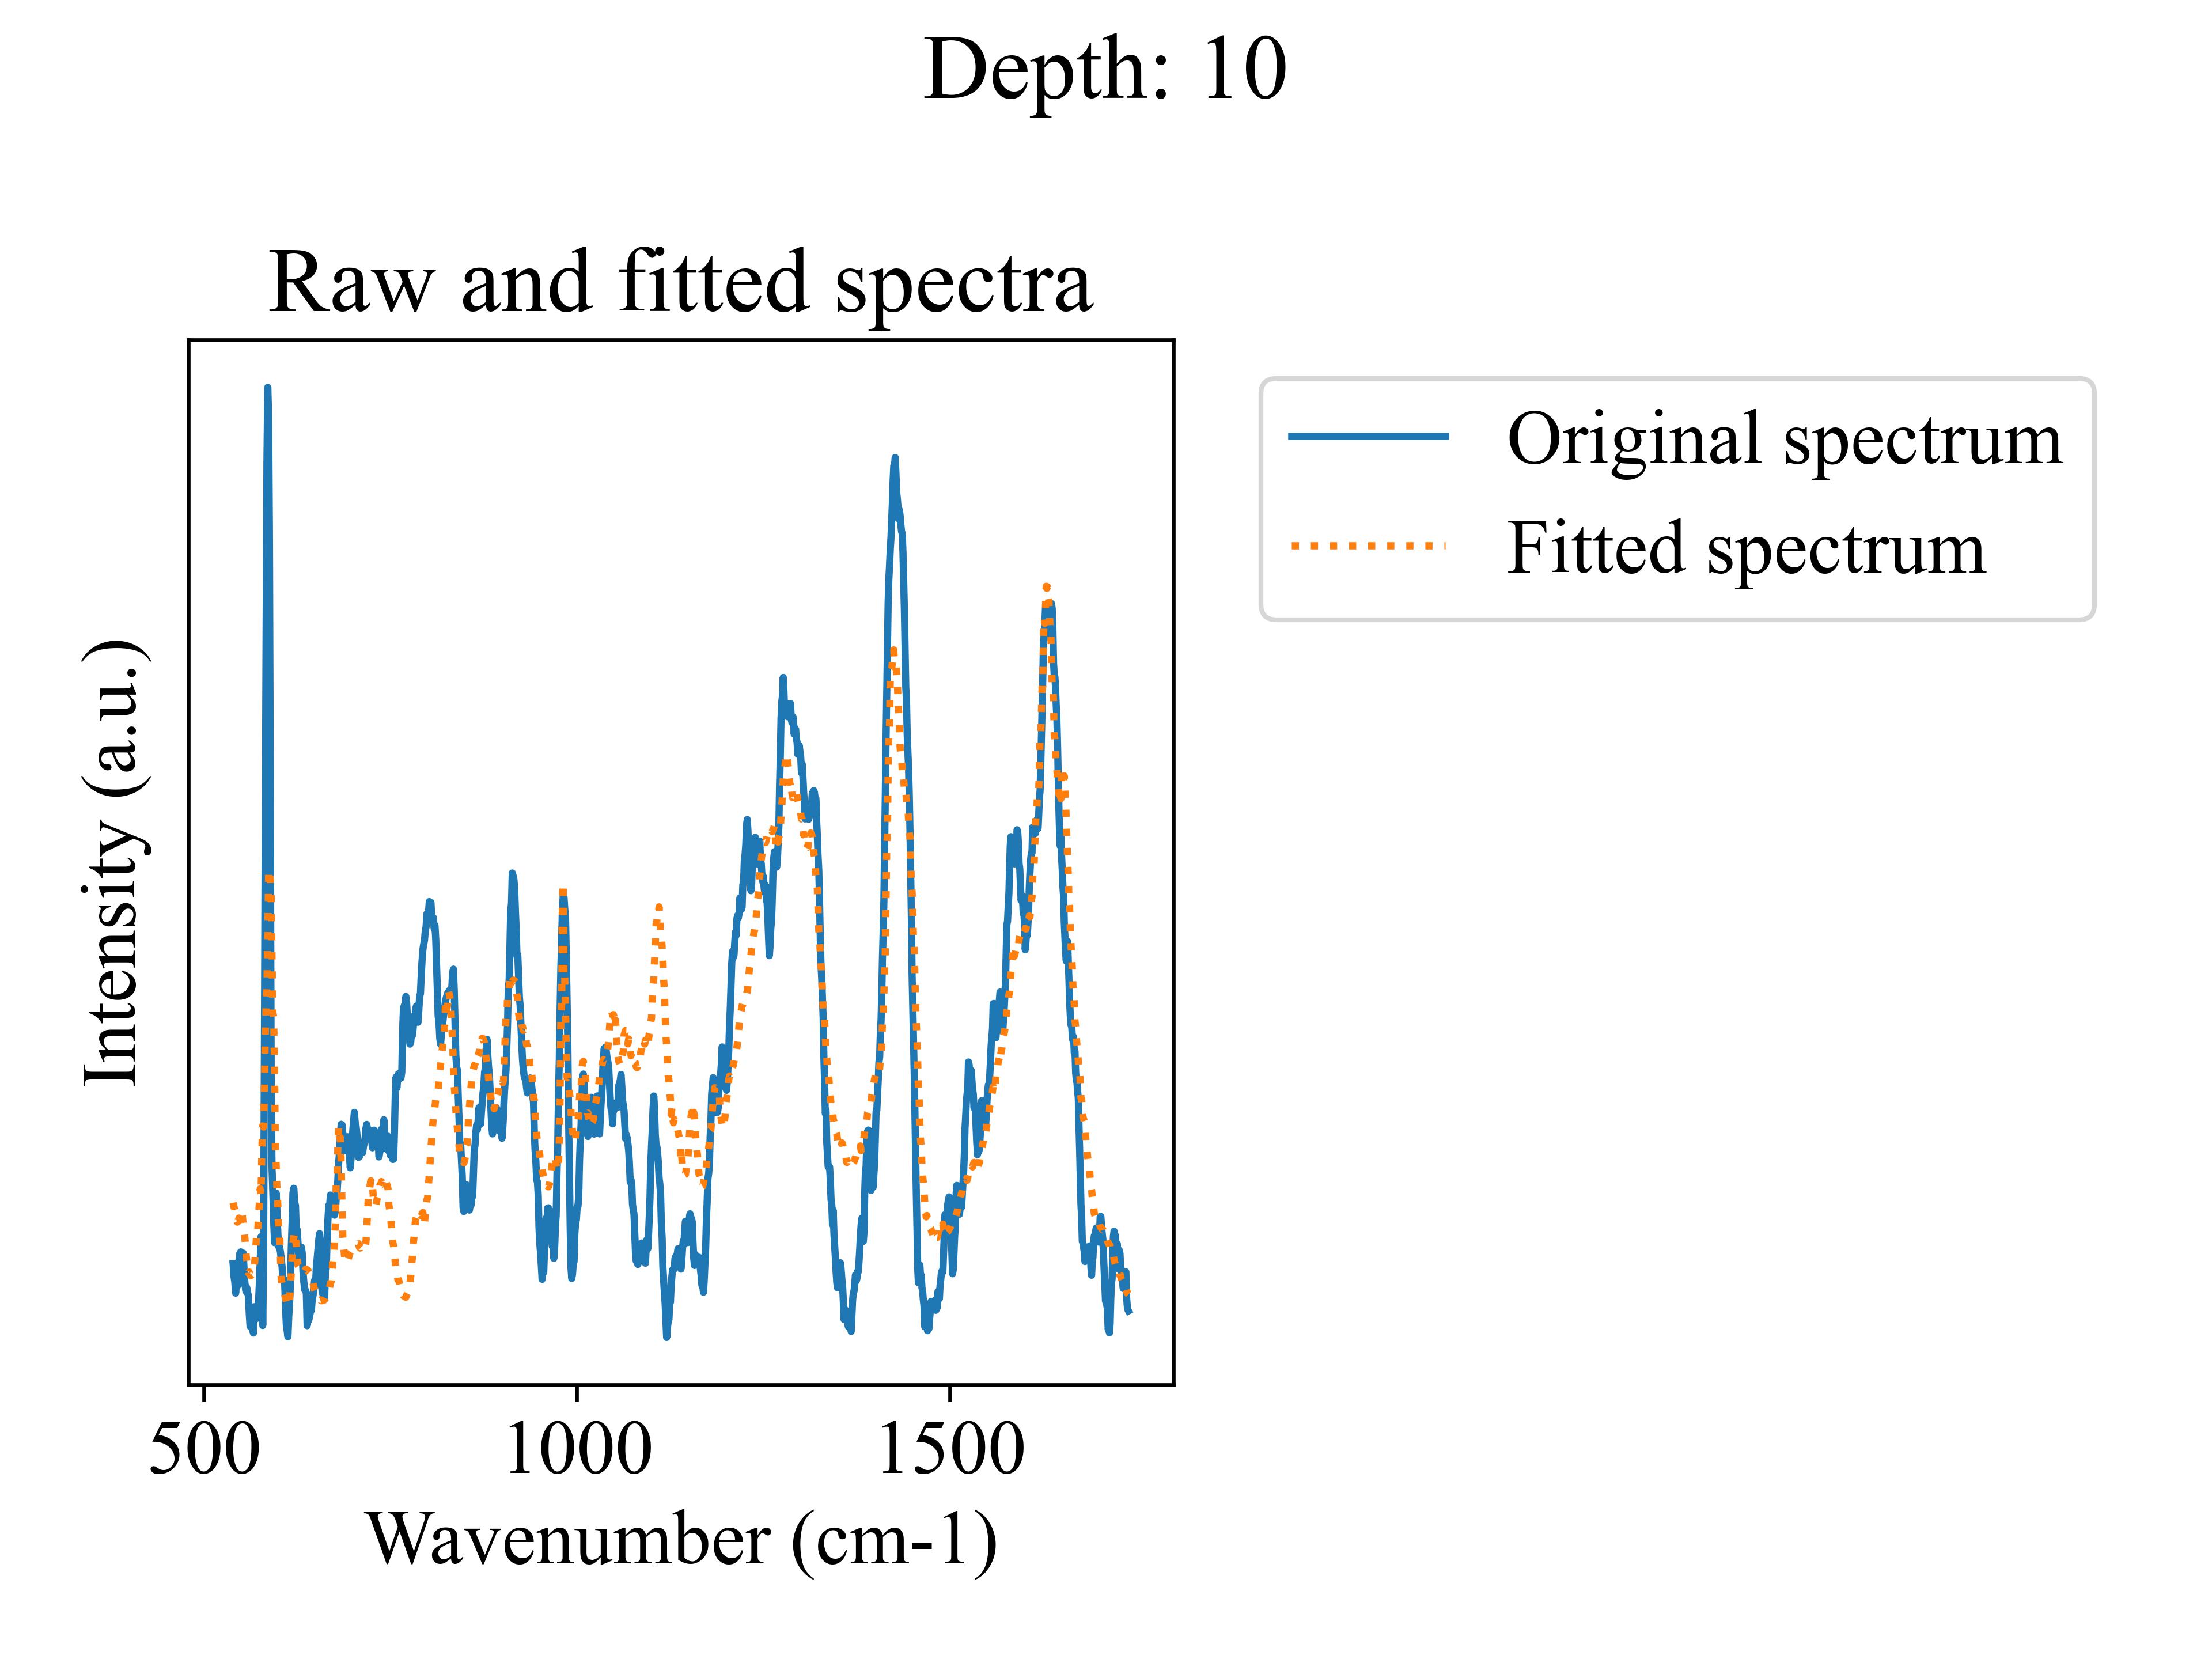 Depth: 10
Raw and fitted spectra
Original spectrum
Fitted spectrum
Intensity (a.u.)
500 1000 1500
Wavenumber (cm-1)